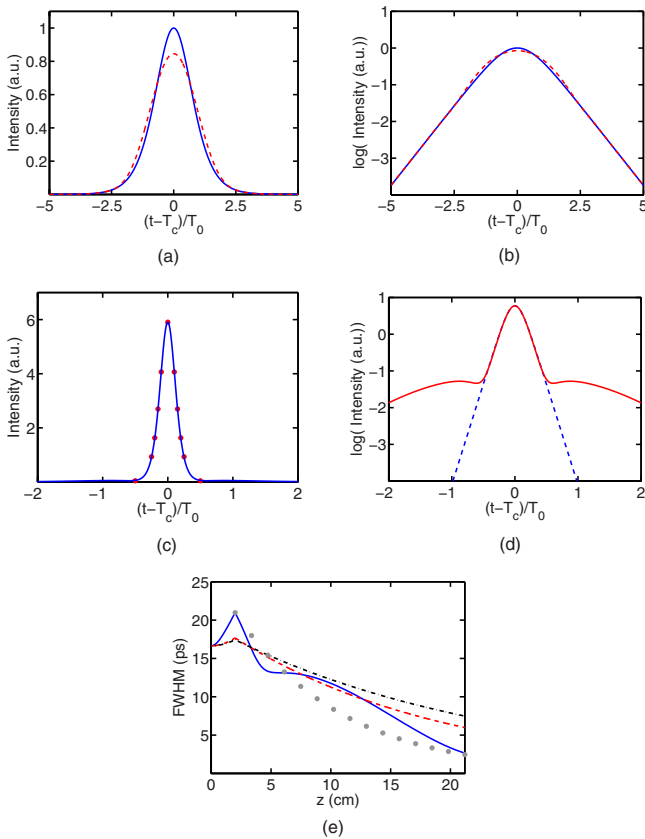 1
0.8
0.6
0.4
0.2
Intensity (a.u.)
−5 −2.5 0 2.5 5
(t−T_c)/T_0
(a)
1
0
−1
−2
−3
log( Intensity (a.u.))
−5 −2.5 0 2.5 5
(t−T_c)/T_0
(b)
6
4
2
Intensity (a.u.)
−2 −1 0 1 2
(t−T_c)/T_0
(c)
1
0
−1
−2
−3
log( Intensity (a.u.))
−2 −1 0 1 2
(t−T_c)/T_0
(d)
25
20
15
10
5
FWHM (ps)
0 5 10 15 20
z (cm)
(e)